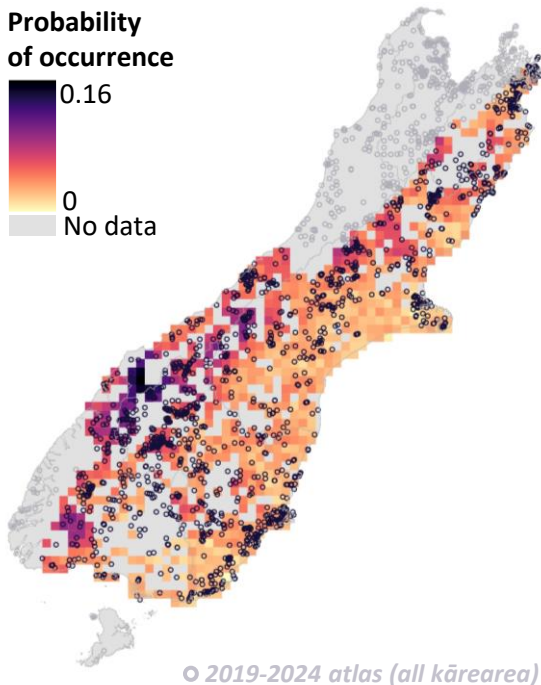 Probability
of occurrence
0.16
0
No data
2019-2024 atlas (all kārearea)